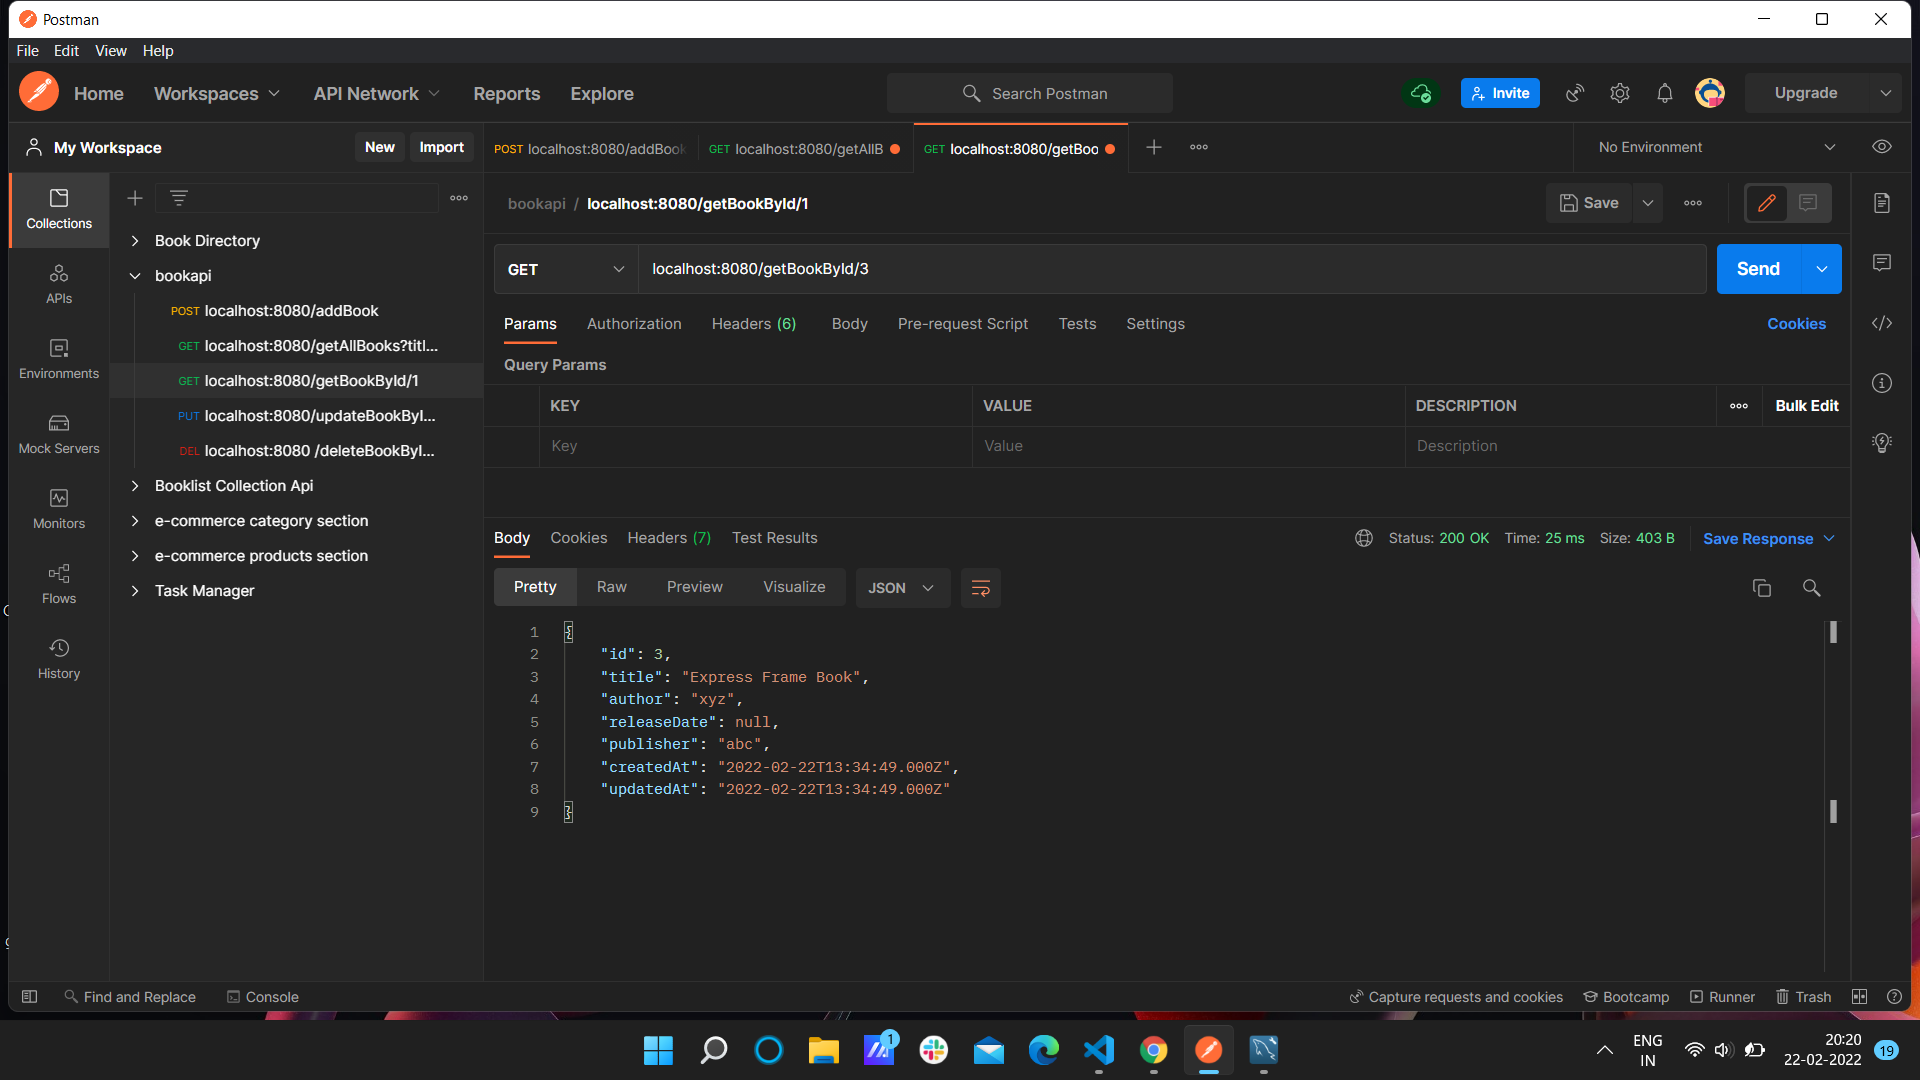 Postman
File Edit View Help
Home Workspaces API Network Reports Explore Search Postman Invite Upgrade
My Workspace New Import
POST localhost:8080/addBook GET localhost:8080/getAllB GET localhost:8080/getBoo No Environment
bookapi / localhost:8080/getBookById/1 Save
Collections
APIs
Environments
Mock Servers
Monitors
Flows
History
Book Directory
bookapi
POST localhost:8080/addBook
GET localhost:8080/getAllBooks?titl...
GET localhost:8080/getBookById/1
PUT localhost:8080/updateBookByI...
DEL localhost:8080 /deleteBookByI...
Booklist Collection Api
e-commerce category section
e-commerce products section
Task Manager
GET localhost:8080/getBookById/3 Send
Params Authorization Headers (6) Body Pre-request Script Tests Settings Cookies
Query Params
KEY VALUE DESCRIPTION Bulk Edit
Key Value Description
Body Cookies Headers (7) Test Results Status: 200 OK Time: 25 ms Size: 403 B Save Response
Pretty Raw Preview Visualize JSON
1 {
2 "id": 3,
3 "title": "Express Frame Book",
4 "author": "xyz",
5 "releaseDate": null,
6 "publisher": "abc",
7 "createdAt": "2022-02-22T13:34:49.000Z",
8 "updatedAt": "2022-02-22T13:34:49.000Z"
9 }
Find and Replace Console Capture requests and cookies Bootcamp Runner Trash
1
ENG
IN
20:20
22-02-2022
19